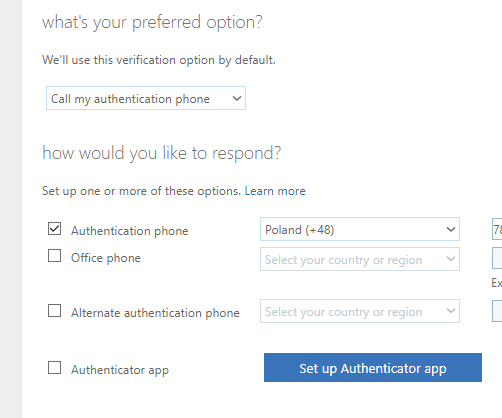 what's your preferred option?
We'll use this verification option by default.
Call my authentication phone
how would you like to respond?
Set up one or more of these options. Learn more
Authentication phone Poland (+48) 78
Office phone Select your country or region
Ex
Alternate authentication phone Select your country or region
Authenticator app Set up Authenticator app